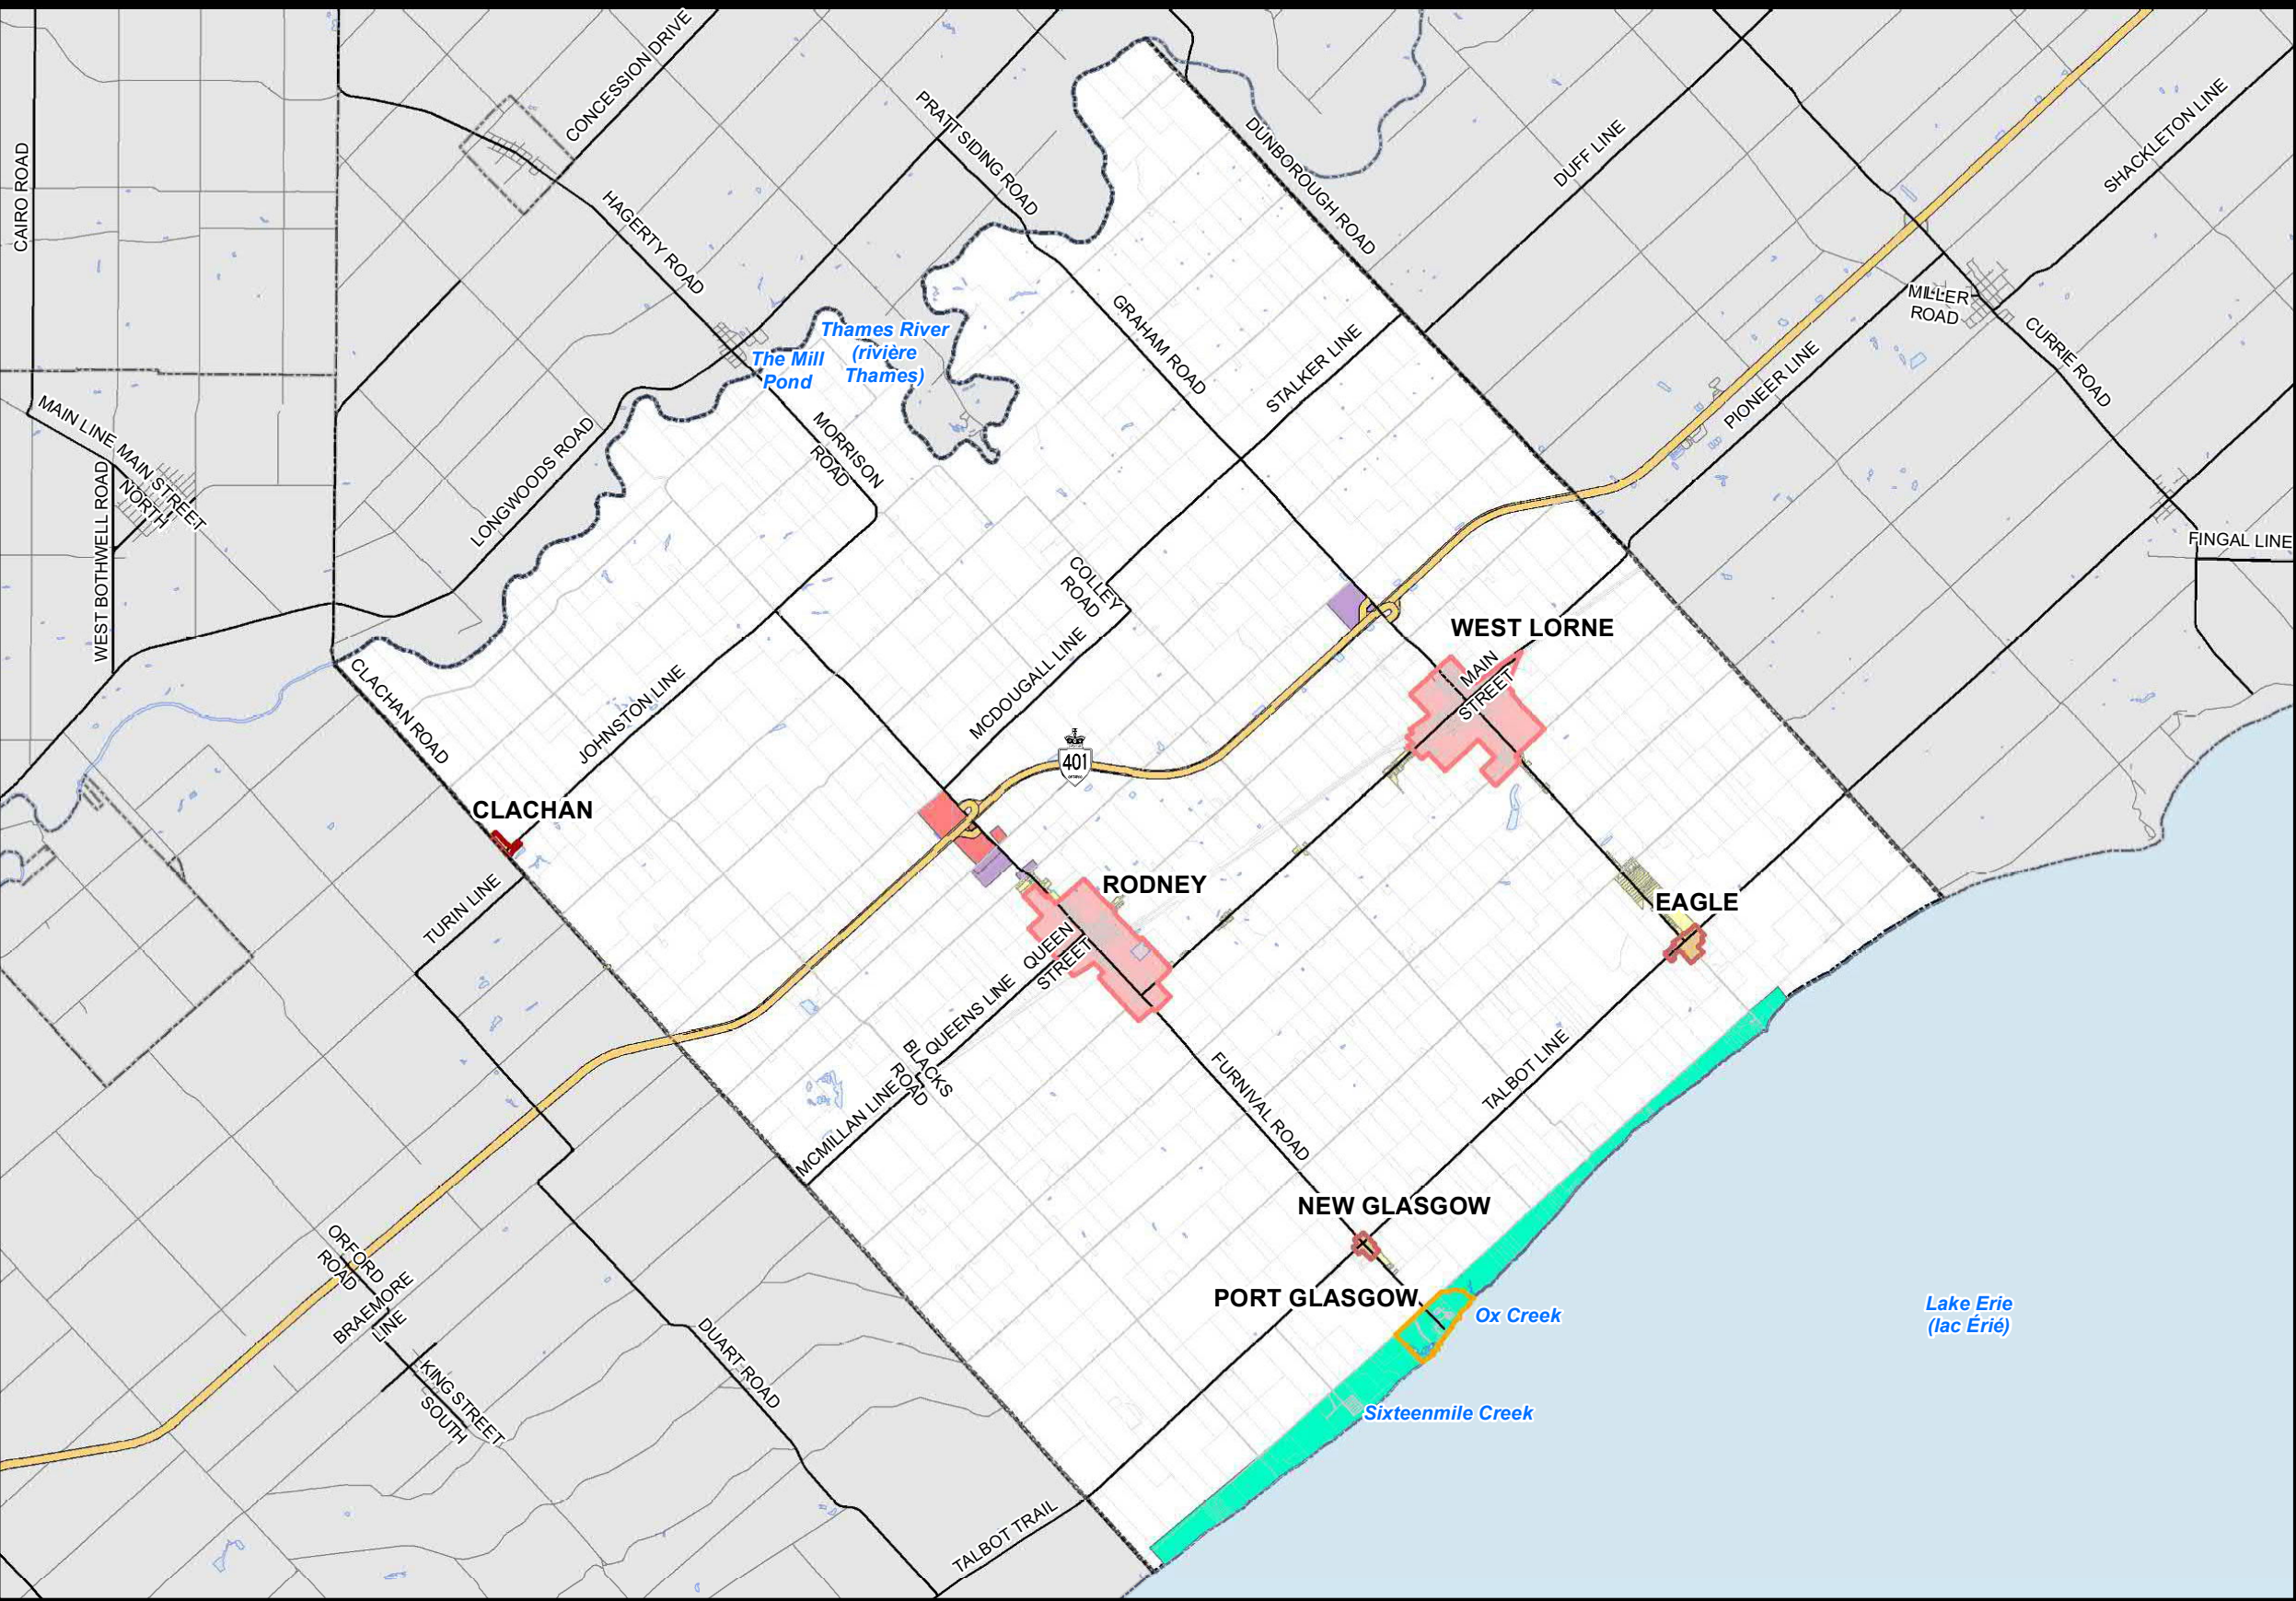 CONCESSION DRIVE
PRATT SIDING ROAD
DUNBOROUGH ROAD
DUFF LINE
SHACKLETON LINE
CAIRO ROAD
HAGERTY ROAD
MILLER
ROAD
GRAHAM ROAD
STALKER LINE
Thames River
(rivière
Thames)
The Mill
Pond
CURRIE ROAD
PIONEER LINE
MAIN LINE
MAIN STREET
NORTH
MORRISON
ROAD
LONGWOODS ROAD
WEST BOTHWELL ROAD
FINGAL LINE
COLLEY
ROAD
WEST LORNE
MAIN
STREET
CLACHAN ROAD
JOHNSTON LINE
MCDOUGALL LINE
401
ONTARIO
CLACHAN
TURIN LINE
RODNEY
EAGLE
QUEEN
STREET
QUEENS LINE
BLACKS
ROAD
MCMILLAN LINE
FURNIVAL ROAD
TALBOT LINE
NEW GLASGOW
PORT GLASGOW
Ox Creek
Lake Erie
(lac Érié)
ORFORD
ROAD
BRAEMORE
LINE
DUART ROAD
KING STREET
SOUTH
Sixteenmile Creek
TALBOT TRAIL